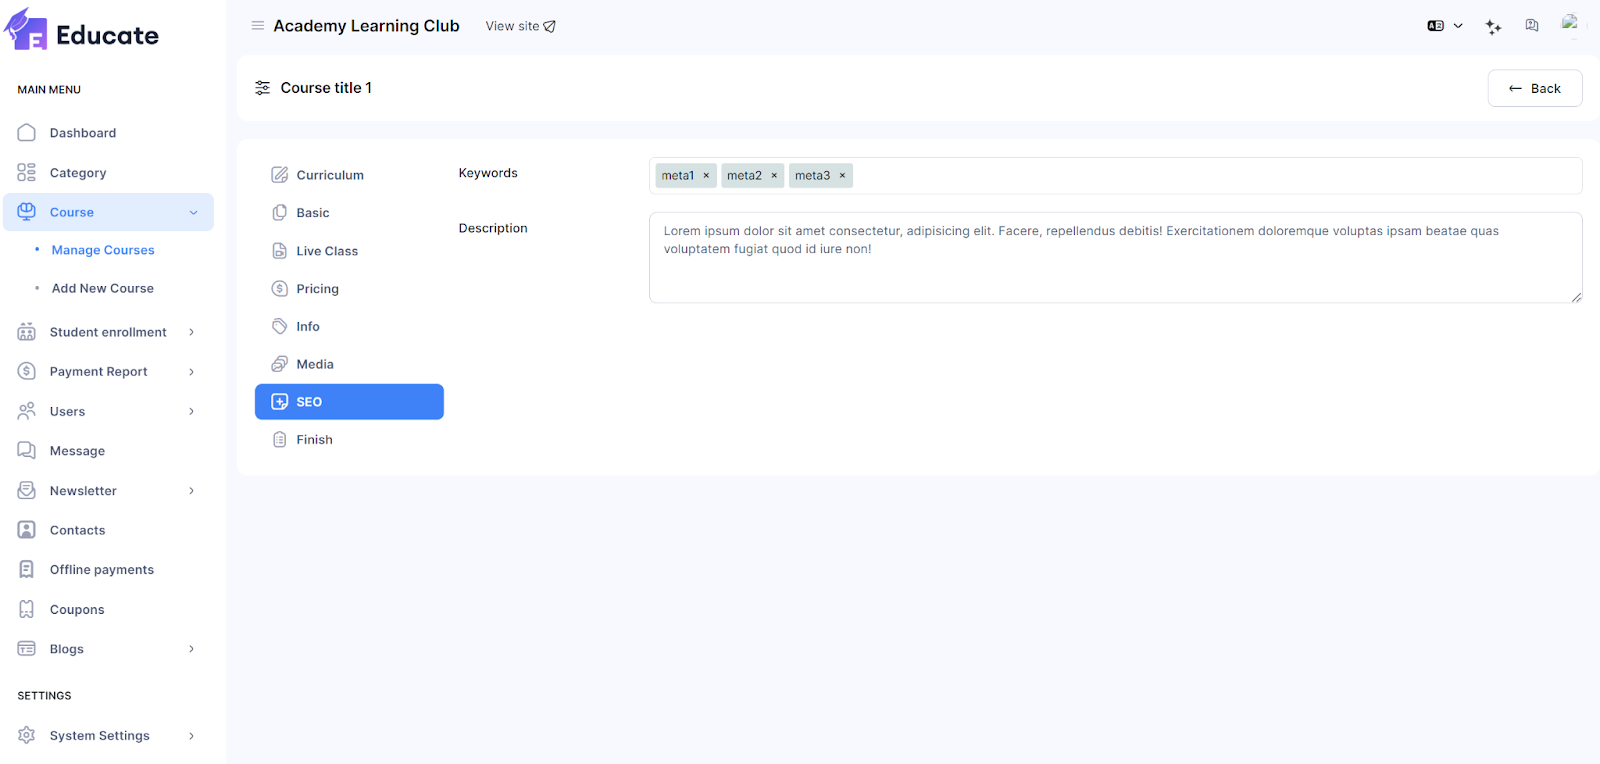 Educate
Academy Learning Club
View site
MAIN MENU
Dashboard
Category
Course
Manage Courses
Add New Course
Student enrollment
Payment Report
Users
Message
Newsletter
Contacts
Offline payments
Coupons
Blogs
SETTINGS
System Settings
Course title 1
← Back
Curriculum
Basic
Live Class
Pricing
Info
Media
SEO
Finish
Keywords
meta1 × meta2 × meta3 ×
Description
Lorem ipsum dolor sit amet consectetur, adipisicing elit. Facere, repellendus debitis! Exercitationem doloremque voluptas ipsam beatae quas
voluptatem fugiat quod id iure non!